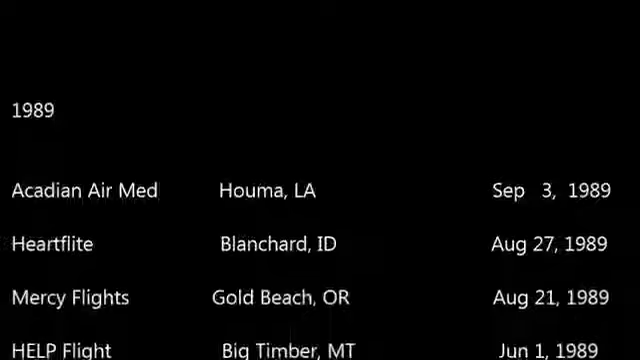 1989
Acadian Air Med Houma, LA Sep 3, 1989
Heartflite Blanchard, ID Aug 27, 1989
Mercy Flights Gold Beach, OR Aug 21, 1989
HELP Flight Big Timber, MT Jun 1, 1989